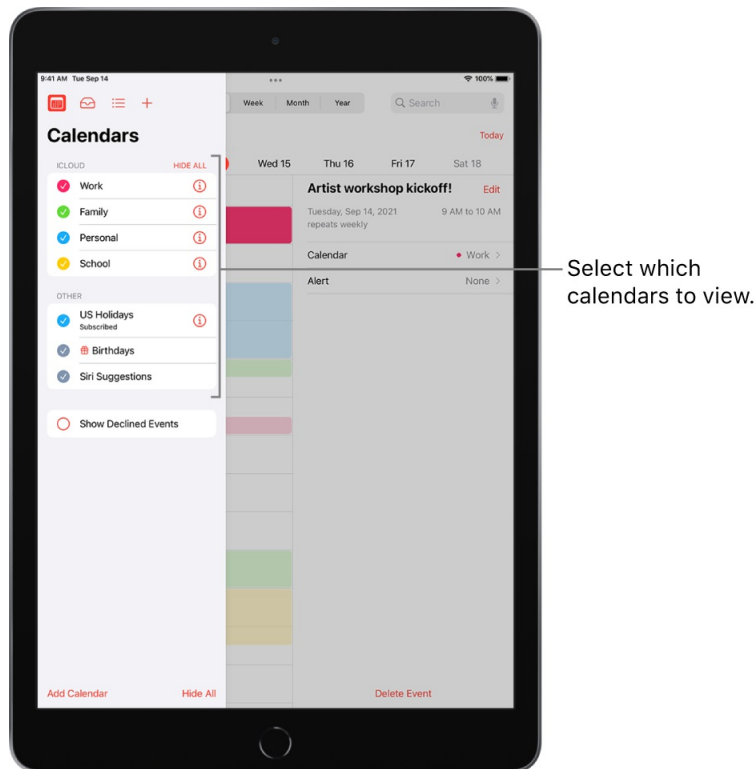 9:41 AM Tue Sep 14
100%
Week Month Year
Search
Calendars
Today
ICLOUD HIDE ALL
Wed 15 Thu 16 Fri 17 Sat 18
Work
Family
Personal
School
OTHER
US Holidays
Subscribed
Birthdays
Siri Suggestions
Show Declined Events
Add Calendar Hide All
Artist workshop kickoff! Edit
Tuesday, Sep 14, 2021 9 AM to 10 AM
repeats weekly
Calendar Work
Alert None
Delete Event
Select which
calendars to view.